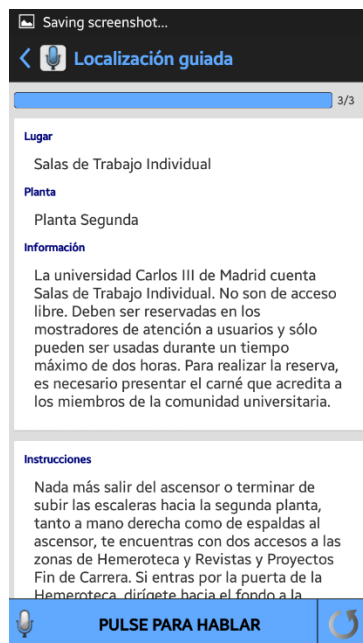 Saving screenshot...
Localización guiada
3/3
Lugar
Salas de Trabajo Individual
Planta
Planta Segunda
Información
La universidad Carlos III de Madrid cuenta
Salas de Trabajo Individual. No son de acceso
libre. Deben ser reservadas en los
mostradores de atención a usuarios y sólo
pueden ser usadas durante un tiempo
máximo de dos horas. Para realizar la reserva,
es necesario presentar el carné que acredita a
los miembros de la comunidad universitaria.
Instrucciones
Nada más salir del ascensor o terminar de
subir las escaleras hacia la segunda planta,
tanto a mano derecha como de espaldas al
ascensor, te encuentras con dos accesos a las
zonas de Hemeroteca y Revistas y Proyectos
Fin de Carrera. Si entras por la puerta de la
Hemeroteca, dirígete hacia el fondo a la
PULSE PARA HABLAR